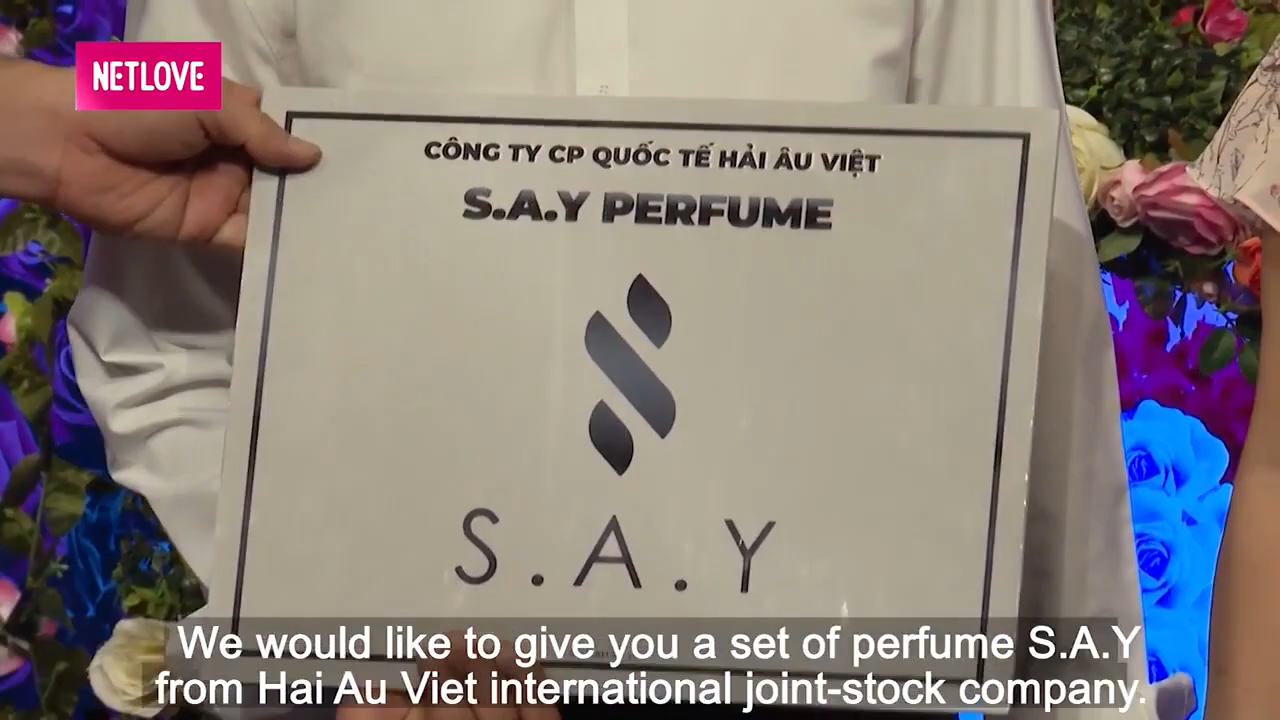 NETLOVE
CÔNG TY CP QUỐC TẾ HẢI ÂU VIỆT
S.A.Y PERFUME
S.A.Y
We would like to give you a set of perfume S.A.Y
from Hai Au Viet international joint-stock company.